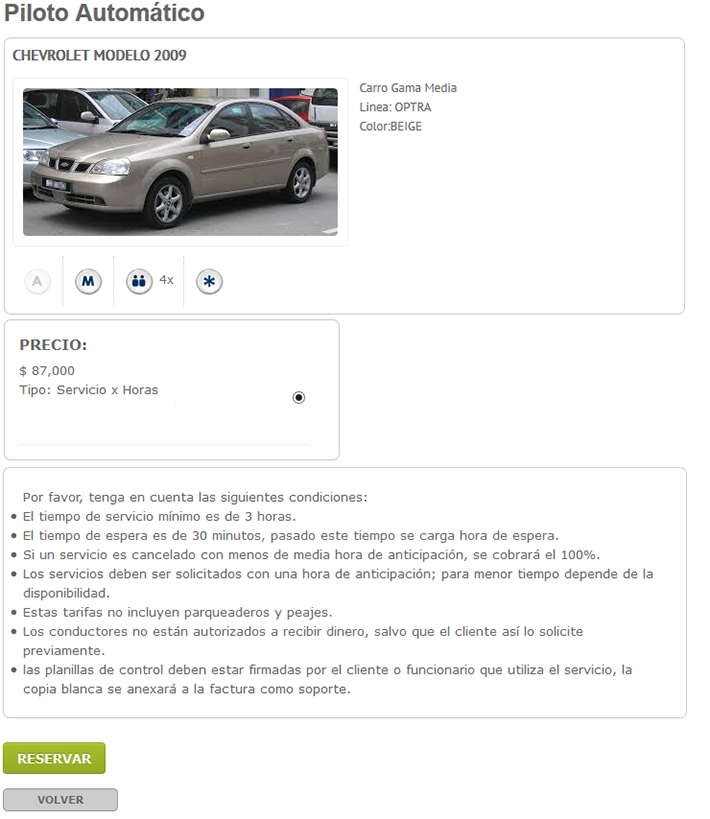 Piloto Automático
CHEVROLET MODELO 2009
Carro Gama Media
Linea: OPTRA
Color:BEIGE
A M 4x *
PRECIO:
$ 87,000
Tipo: Servicio x Horas
Por favor, tenga en cuenta las siguientes condiciones:
• El tiempo de servicio mínimo es de 3 horas.
• El tiempo de espera es de 30 minutos, pasado este tiempo se carga hora de espera.
• Si un servicio es cancelado con menos de media hora de anticipación, se cobrará el 100%.
• Los servicios deben ser solicitados con una hora de anticipación; para menor tiempo depende de la
disponibilidad.
• Estas tarifas no incluyen parqueaderos y peajes.
• Los conductores no están autorizados a recibir dinero, salvo que el cliente así lo solicite
previamente.
• las planillas de control deben estar firmadas por el cliente o funcionario que utiliza el servicio, la
copia blanca se anexará a la factura como soporte.
RESERVAR
VOLVER